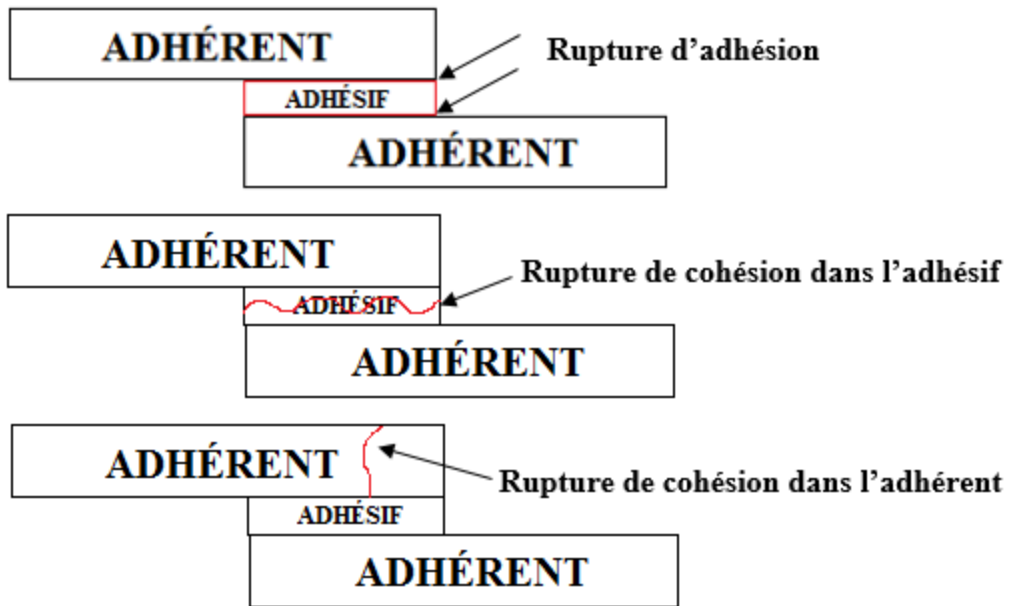 ADHÉRENT
Rupture d’adhésion
ADHÉSIF
ADHÉRENT
ADHÉRENT
Rupture de cohésion dans l’adhésif
ADHÉSIF
ADHÉRENT
ADHÉRENT
Rupture de cohésion dans l’adhérent
ADHÉSIF
ADHÉRENT